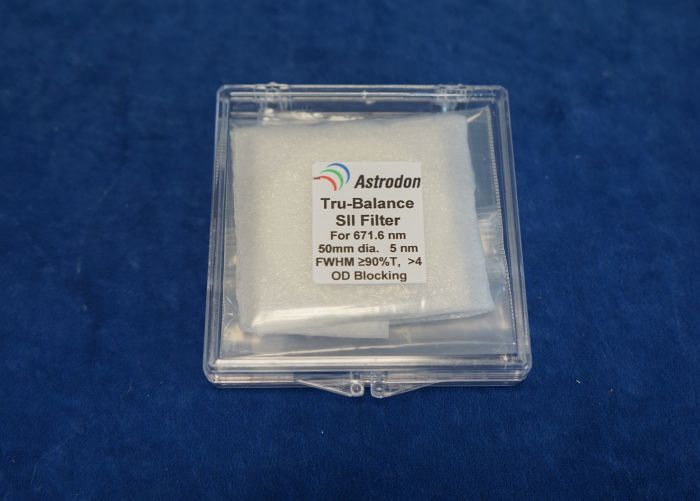 Astrodon
Tru-Balance
SII Filter
For 671.6 nm
50mm dia. 5 nm
FWHM ≥90%T, >4
OD Blocking